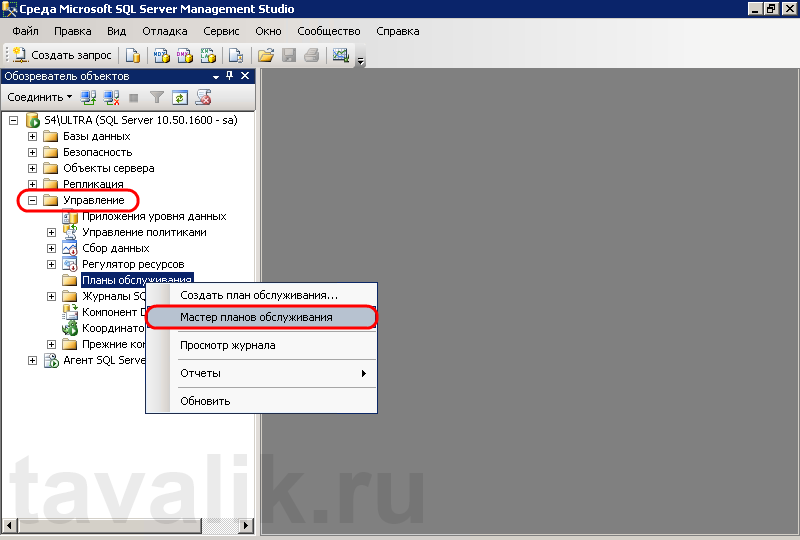 Среда Microsoft SQL Server Management Studio
Файл Правка Вид Отладка Сервис Окно Сообщество Справка
Создать запрос
Обозреватель объектов
Соединить
S4\ULTRA (SQL Server 10.50.1600 - sa)
Базы данных
Безопасность
Объекты сервера
Репликация
Управление
Приложения уровня данных
Управление политиками
Сбор данных
Регулятор ресурсов
Планы обслуживания
Создать план обслуживания...
Журналы SQ
Мастер планов обслуживания
Компонент D
Координато
Просмотр журнала
Прежние ком
Агент SQL Serve
Отчеты
Обновить
tavalik.ru